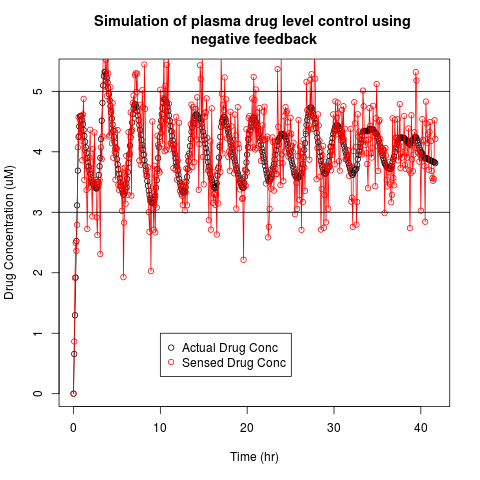 Simulation of plasma drug level control using
negative feedback
Drug Concentration (uM)
5
4
3
2
1
0
Actual Drug Conc
Sensed Drug Conc
0 10 20 30 40
Time (hr)